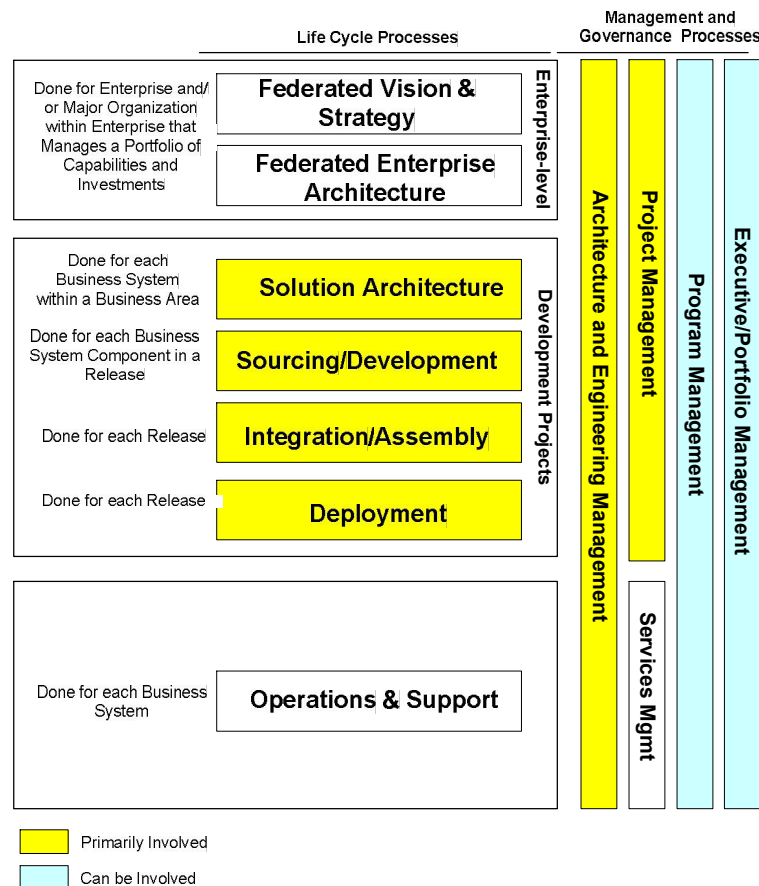 Life Cycle Processes
Management and
Governance Processes
Done for Enterprise and/
or Major Organization
within Enterprise that
Manages a Portfolio of
Capabilities and
Investments
Federated Vision &
Strategy
Federated Enterprise
Architecture
Enterprise-level
Done for each
Business System
within a Business Area
Solution Architecture
Done for each Business
System Component in a
Release
Sourcing/Development
Done for each Release
Integration/Assembly
Done for each Release
Deployment
Development Projects
Done for each Business
System
Operations & Support
Architecture and Engineering Management
Project Management
Services Mgmt
Program Management
Executive/Portfolio Management
Primarily Involved
Can be Involved